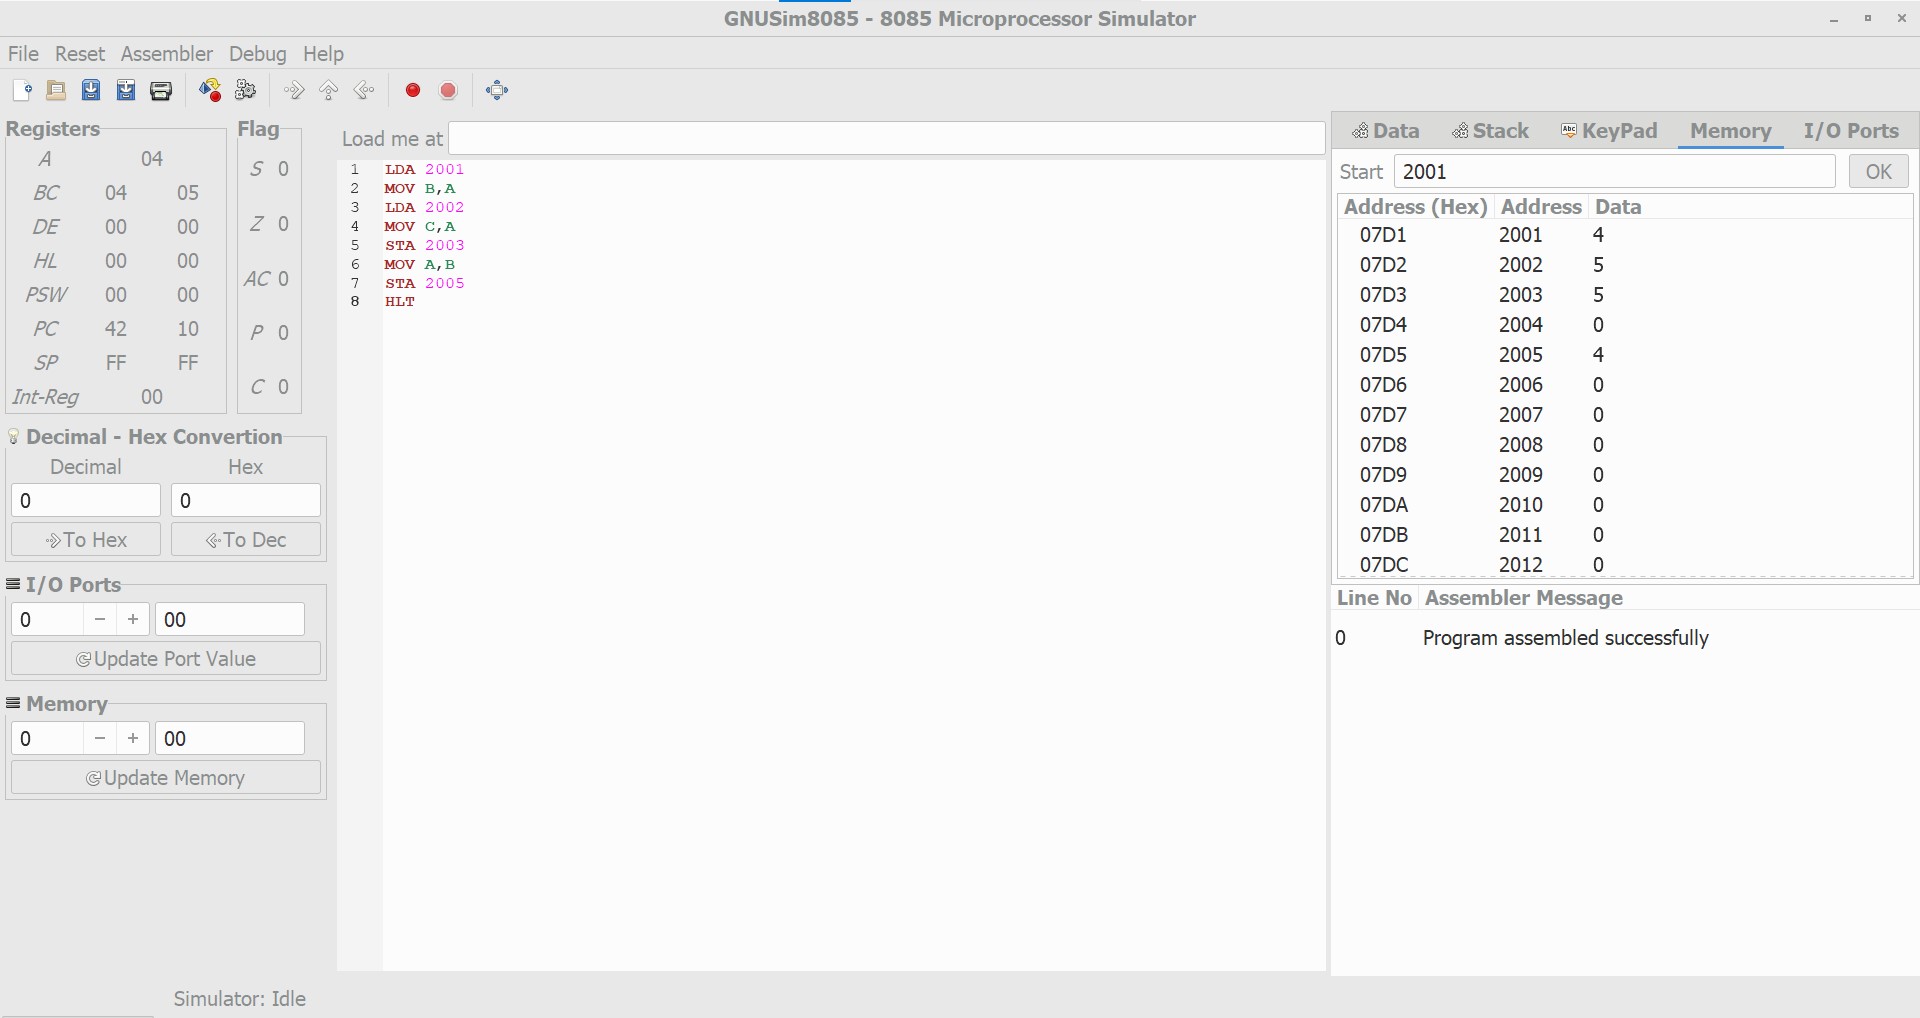 GNUSim8085 - 8085 Microprocessor Simulator
File Reset Assembler Debug Help
Registers
A 04
BC 04 05
DE 00 00
HL 00 00
PSW 00 00
PC 42 10
SP FF FF
Int-Reg 00
Flag
S 0
Z 0
AC 0
P 0
C 0
Decimal - Hex Convertion
Decimal Hex
0 0
To Hex To Dec
I/O Ports
0 − + 00
Update Port Value
Memory
0 − + 00
Update Memory
Load me at
1 LDA 2001
2 MOV B,A
3 LDA 2002
4 MOV C,A
5 STA 2003
6 MOV A,B
7 STA 2005
8 HLT
Data Stack Abc KeyPad Memory I/O Ports
Start 2001 OK
Address (Hex) Address Data
07D1 2001 4
07D2 2002 5
07D3 2003 5
07D4 2004 0
07D5 2005 4
07D6 2006 0
07D7 2007 0
07D8 2008 0
07D9 2009 0
07DA 2010 0
07DB 2011 0
07DC 2012 0
Line No Assembler Message
0 Program assembled successfully
Simulator: Idle